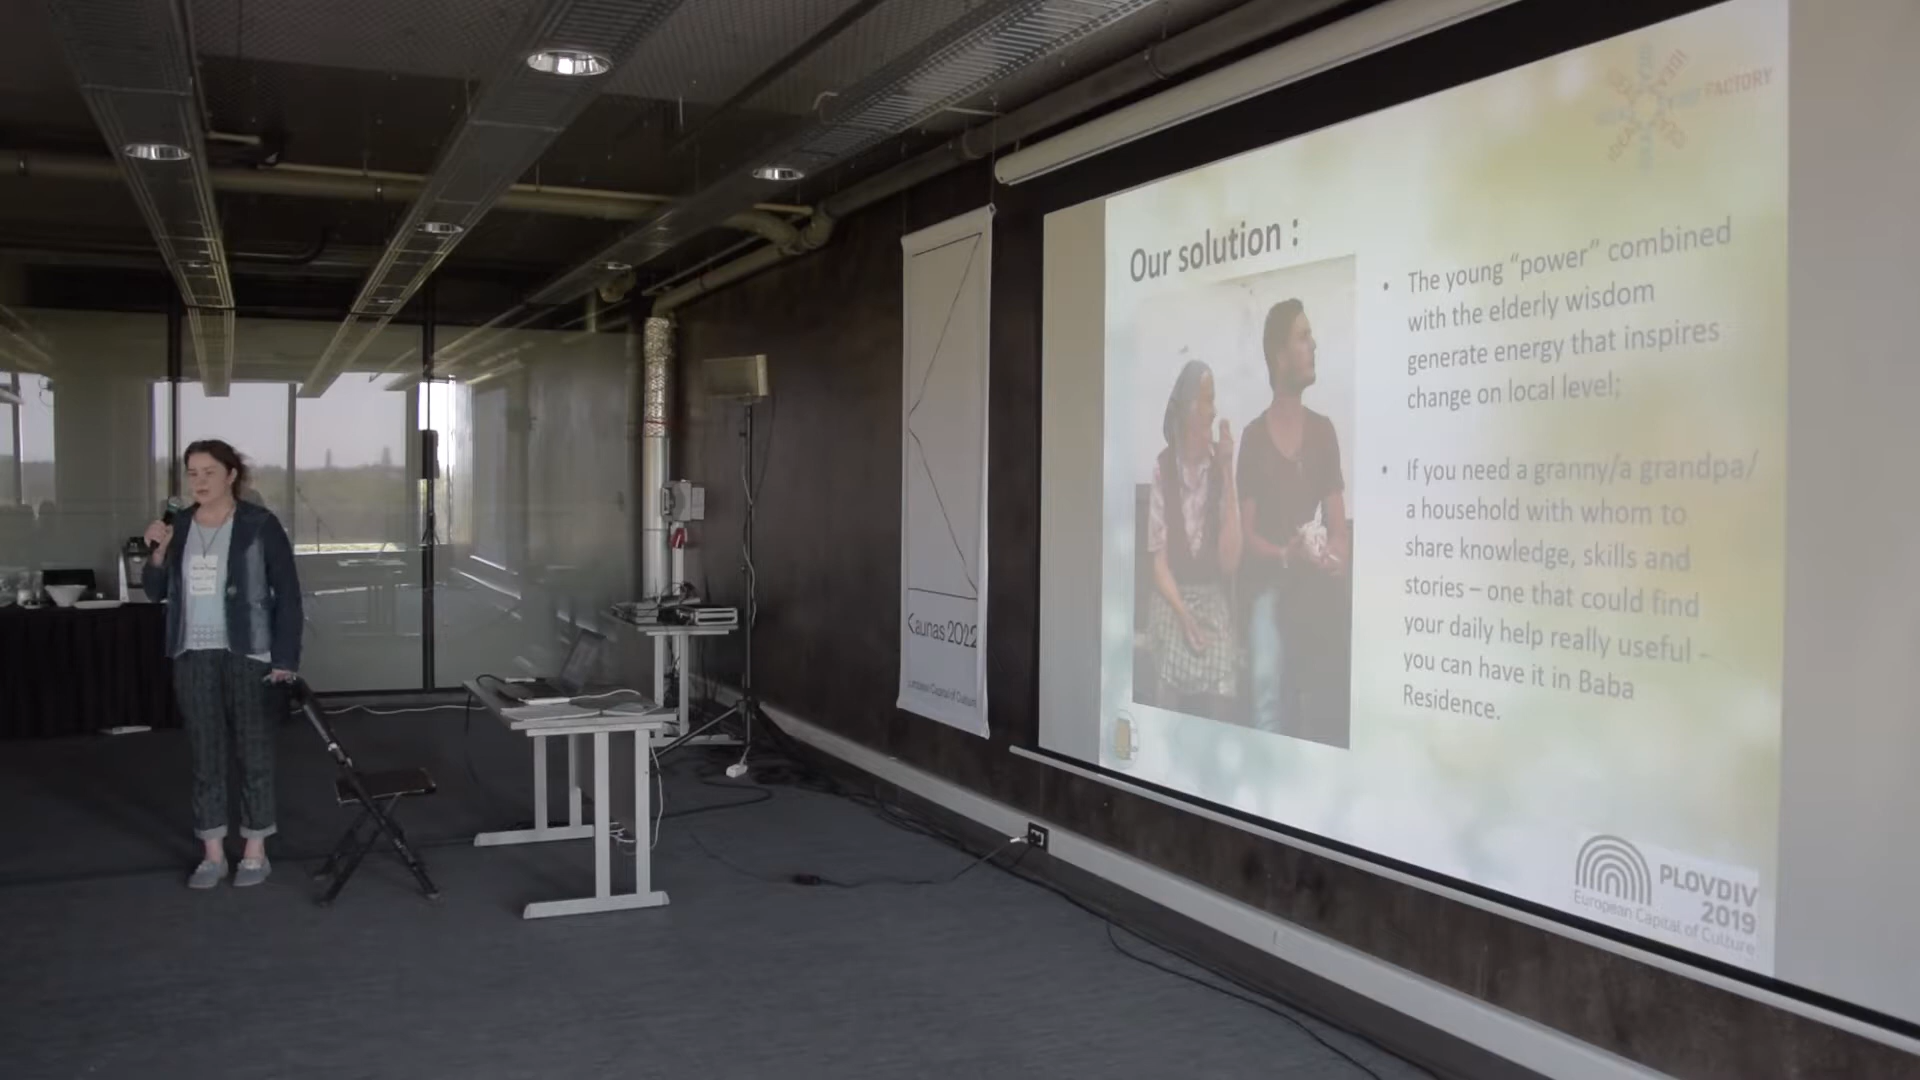 Our solution :
• The young “power” combined
with the elderly wisdom
generate energy that inspires
change on local level;
• If you need a granny/a grandpa/
a household with whom to
share knowledge, skills and
stories – one that could find
your daily help really useful –
you can have it in Baba
Residence.
FACTORY
PLOVDIV
2019
European Capital of Culture
Kaunas 2022
European Capital of Culture